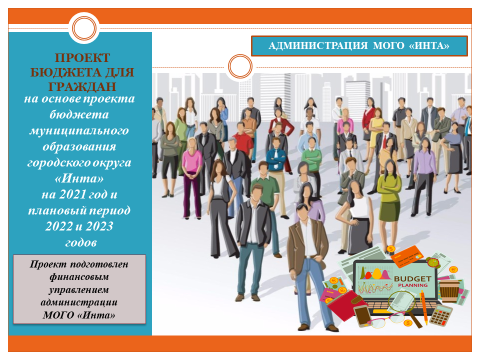 ПРОЕКТ
БЮДЖЕТА ДЛЯ
ГРАЖДАН
на основе проекта
бюджета
муниципального
образования
городского округа
«Инта»
на 2021 год и
плановый период
2022 и 2023
годов
Проект подготовлен
финансовым
управлением
администрации
МОГО «Инта»
АДМИНИСТРАЦИЯ МОГО «ИНТА»
BUDGET
PLANNING